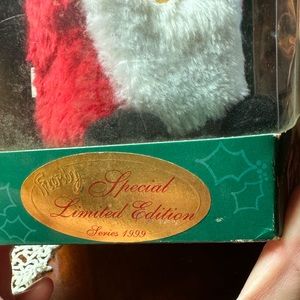 Furby
Special
Limited Edition
Series 1999